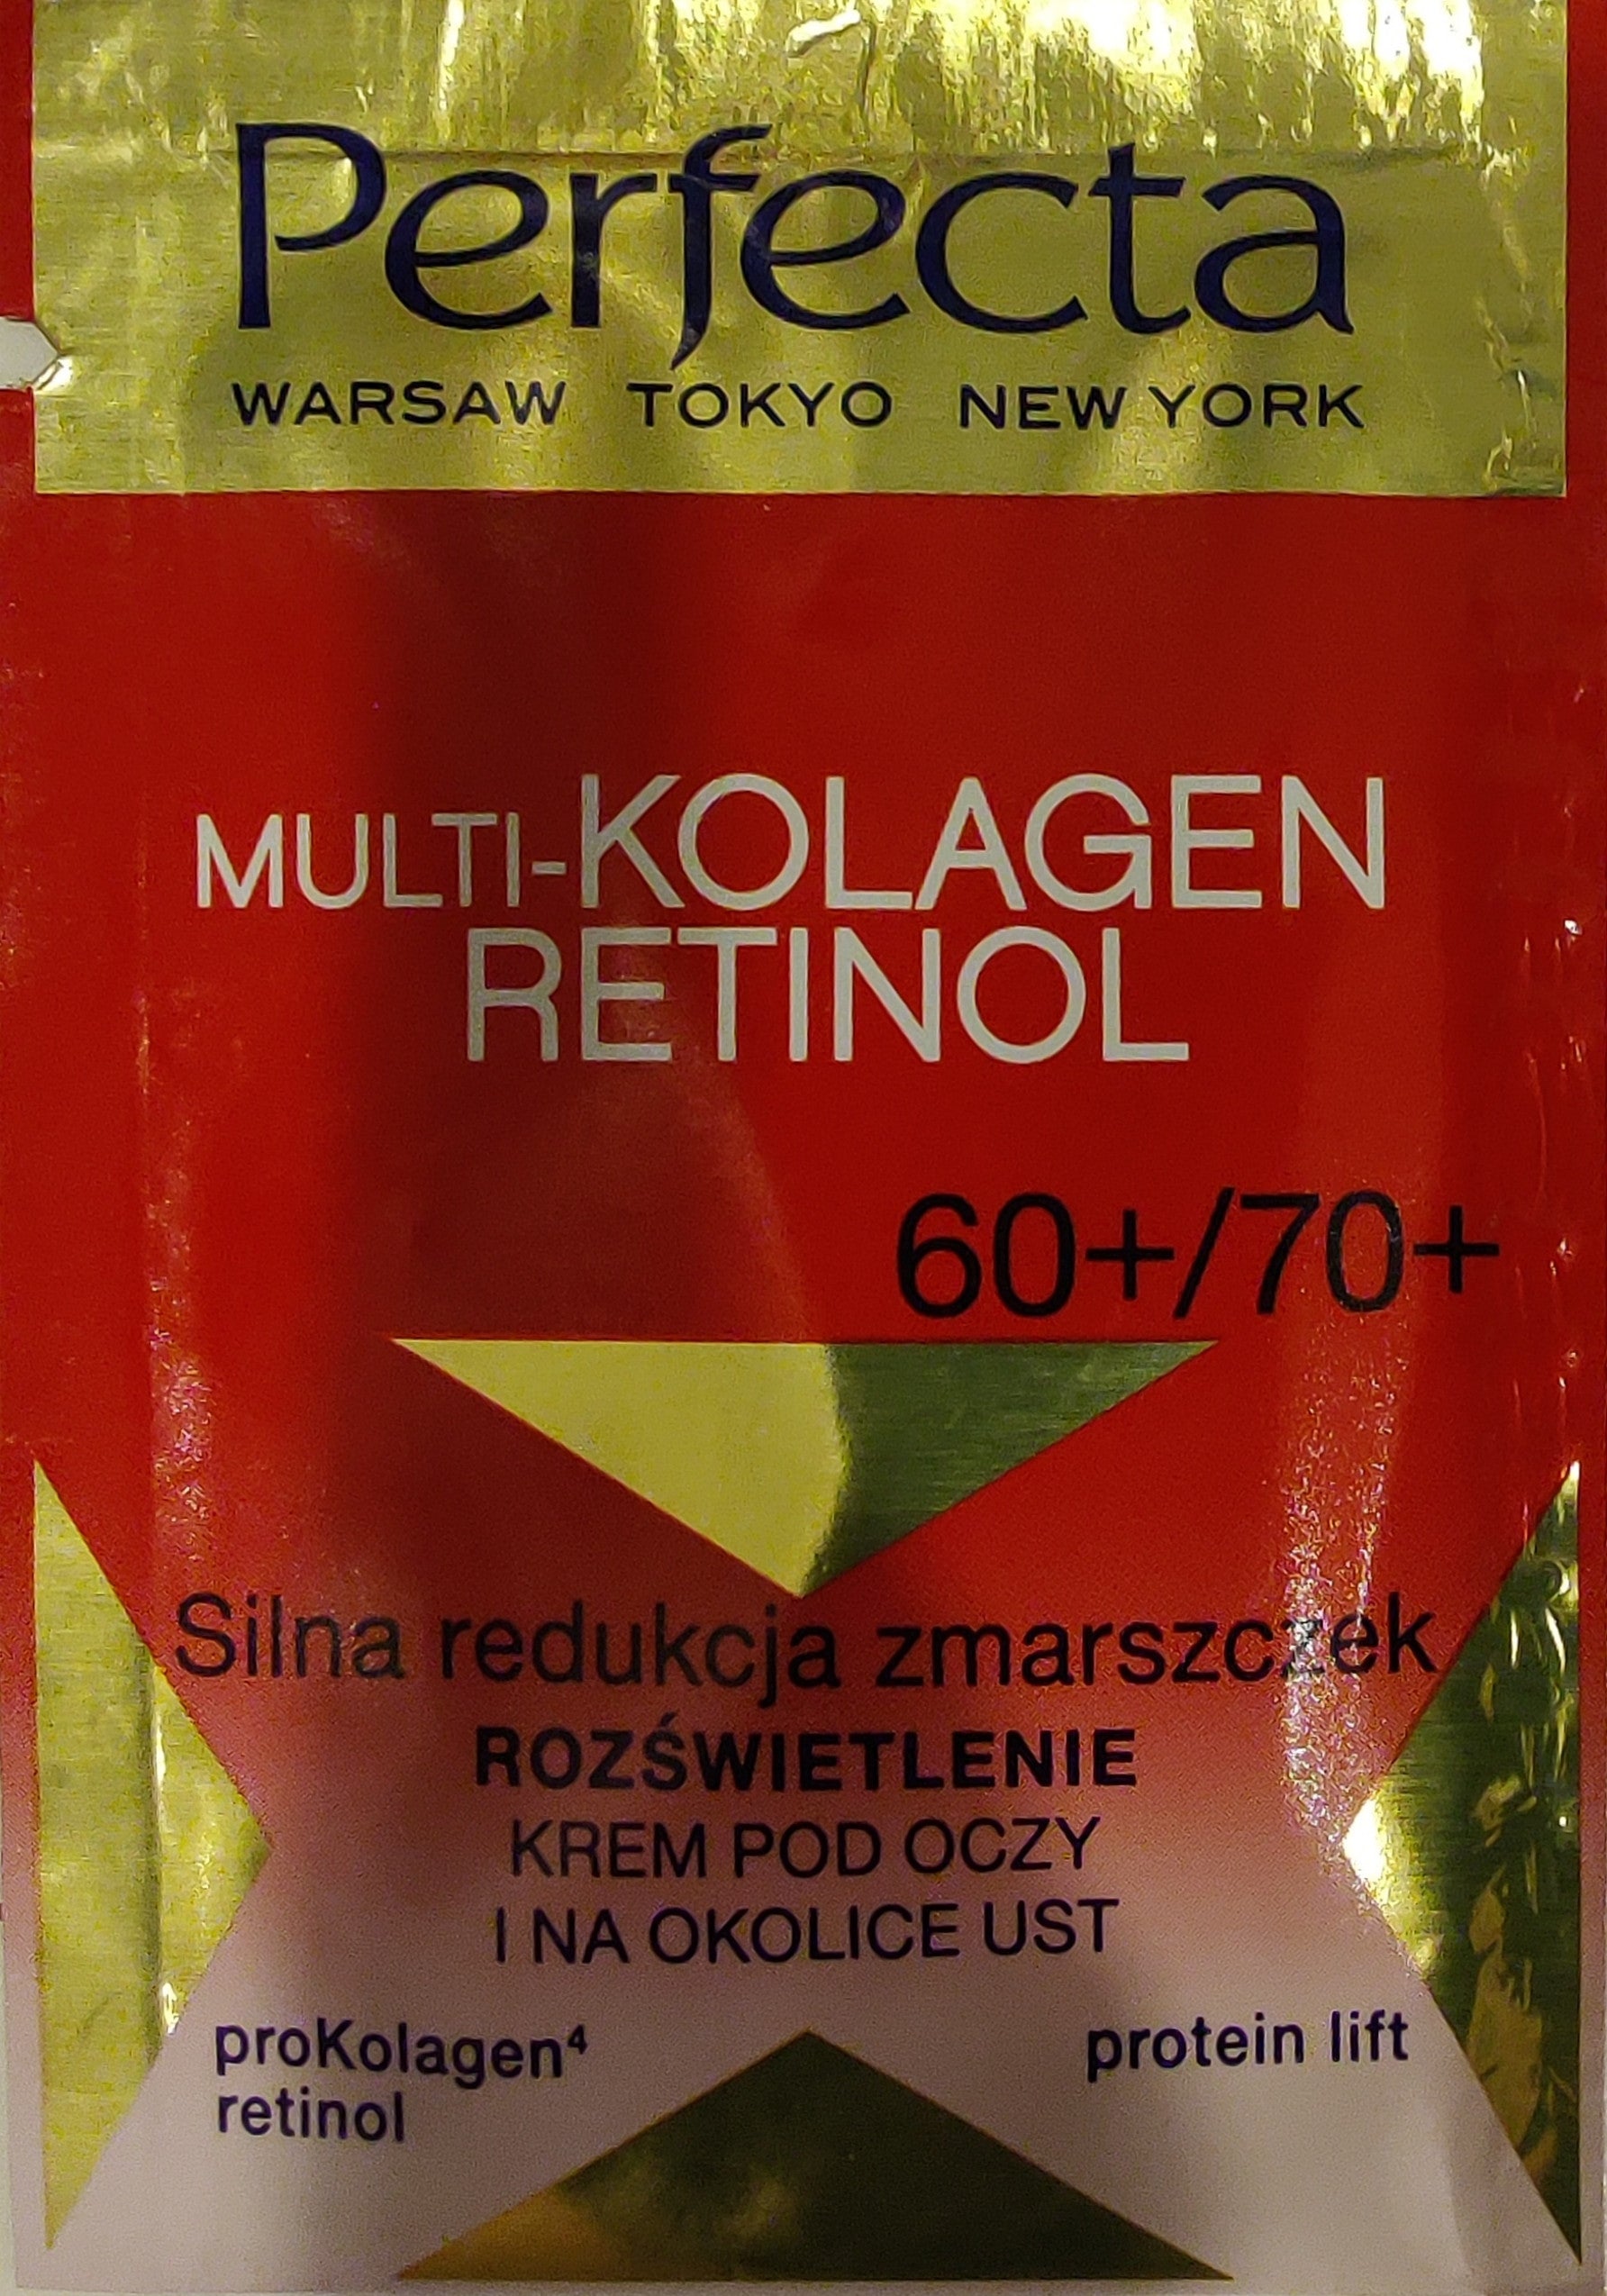 Perfecta
WARSAW TOKYO NEW YORK
MULTI-KOLAGEN
RETINOL
60+/70+
Silna redukcja zmarszczek
ROZŚWIETLENIE
KREM POD OCZY
I NA OKOLICE UST
proKolagen⁴
retinol
protein lift